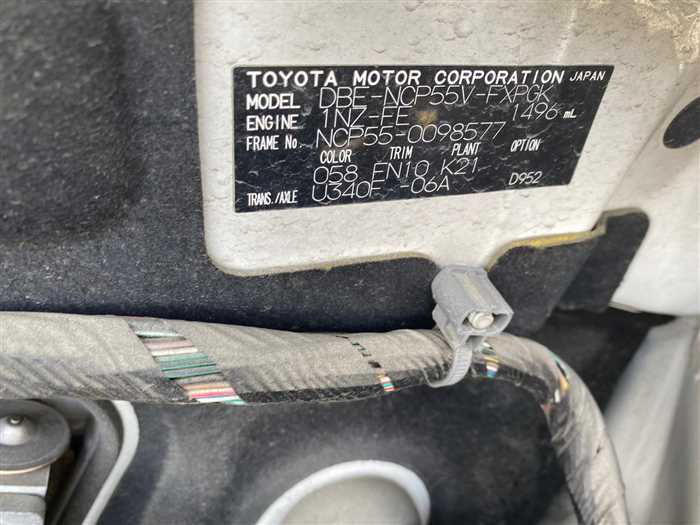 TOYOTA MOTOR CORPORATION JAPAN
MODEL DBE-NCP55V-EXPGK
ENGINE 1NZ-FE 1496 mL
FRAME No. NCP55-0098577
COLOR TRIM PLANT OPTION
058 EN10 K21
TRANS./AXLE U340F -06A D952